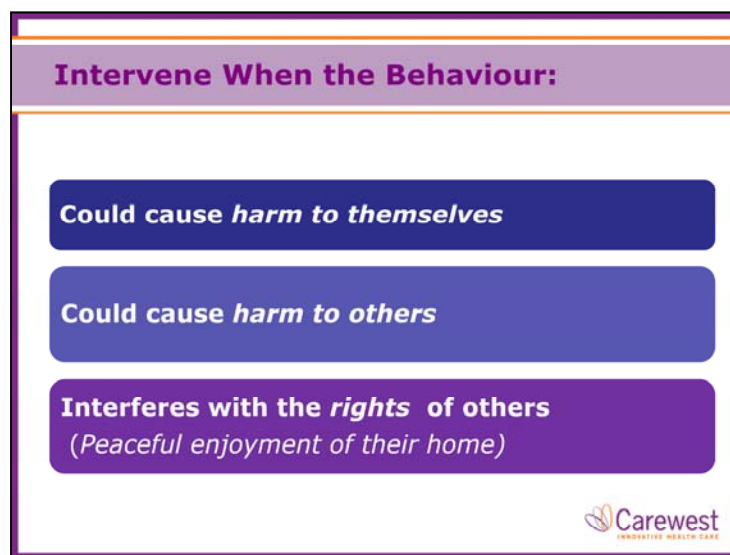 Intervene When the Behaviour:
Could cause harm to themselves
Could cause harm to others
Interferes with the rights of others
(Peaceful enjoyment of their home)
Carewest
INNOVATIVE HEALTH CARE